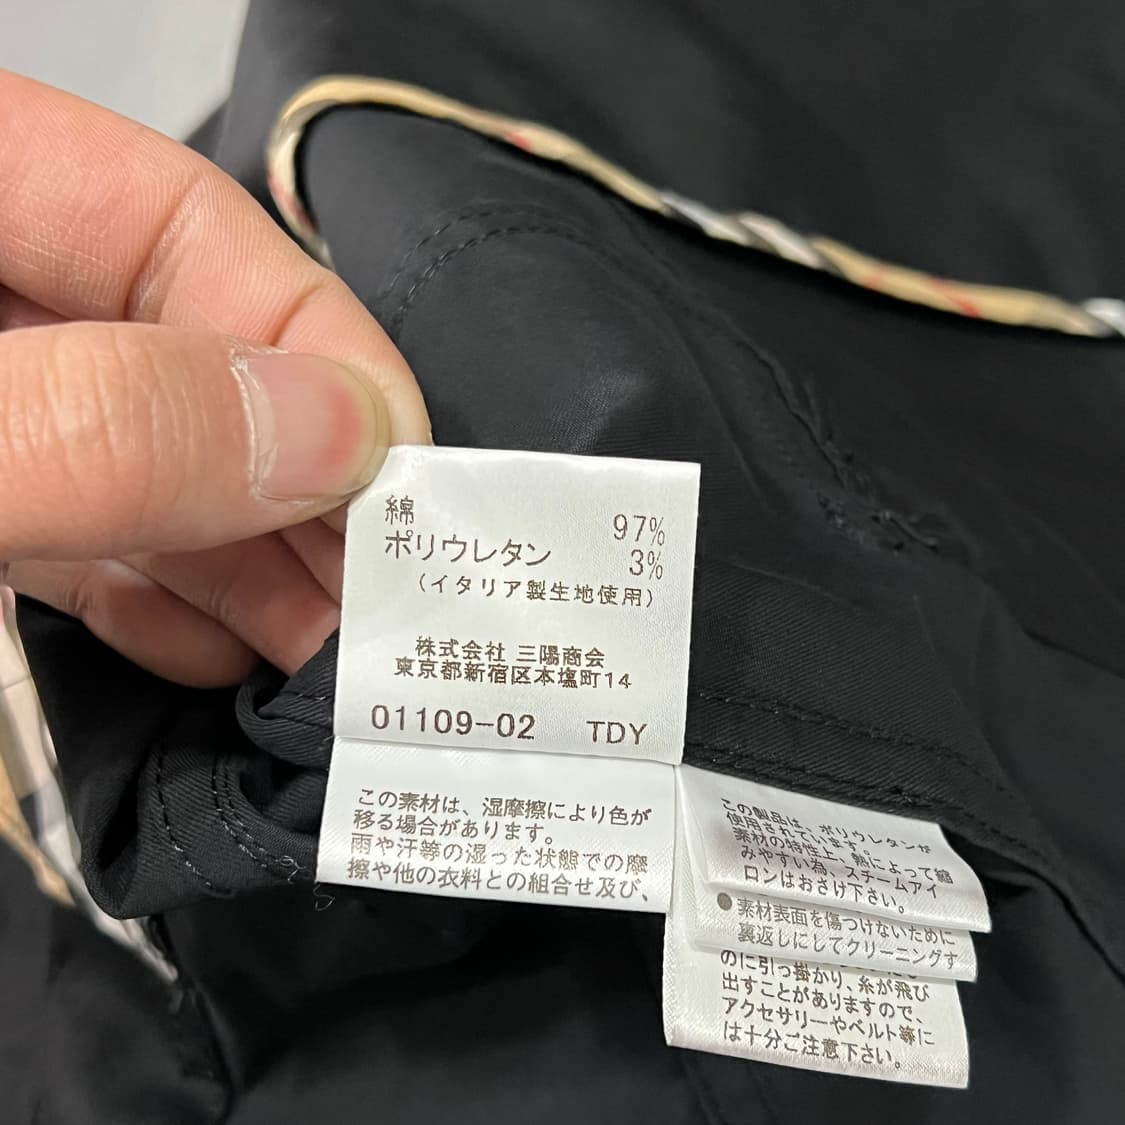 綿 97%
ポリウレタン 3%
(イタリア製生地使用)
株式会社 三陽商会
東京都新宿区本塩町14
01109-02 TDY
この素材は、湿摩擦により色が
移る場合があります。
雨や汗等の湿った状態での摩
擦や他の衣料との組合せ及び、
この製品は、ポリウレタンが
使用されています。
素材の特性上、熱によって縮
みやすい為、スチームアイ
ロンはおさけ下さい。
●素材表面を傷つけないために
裏返しにしてクリーニングす
のに引っ掛かり、糸が飛び
出すことがありますので、
アクセサリーやベルト等に
は十分ご注意下さい。